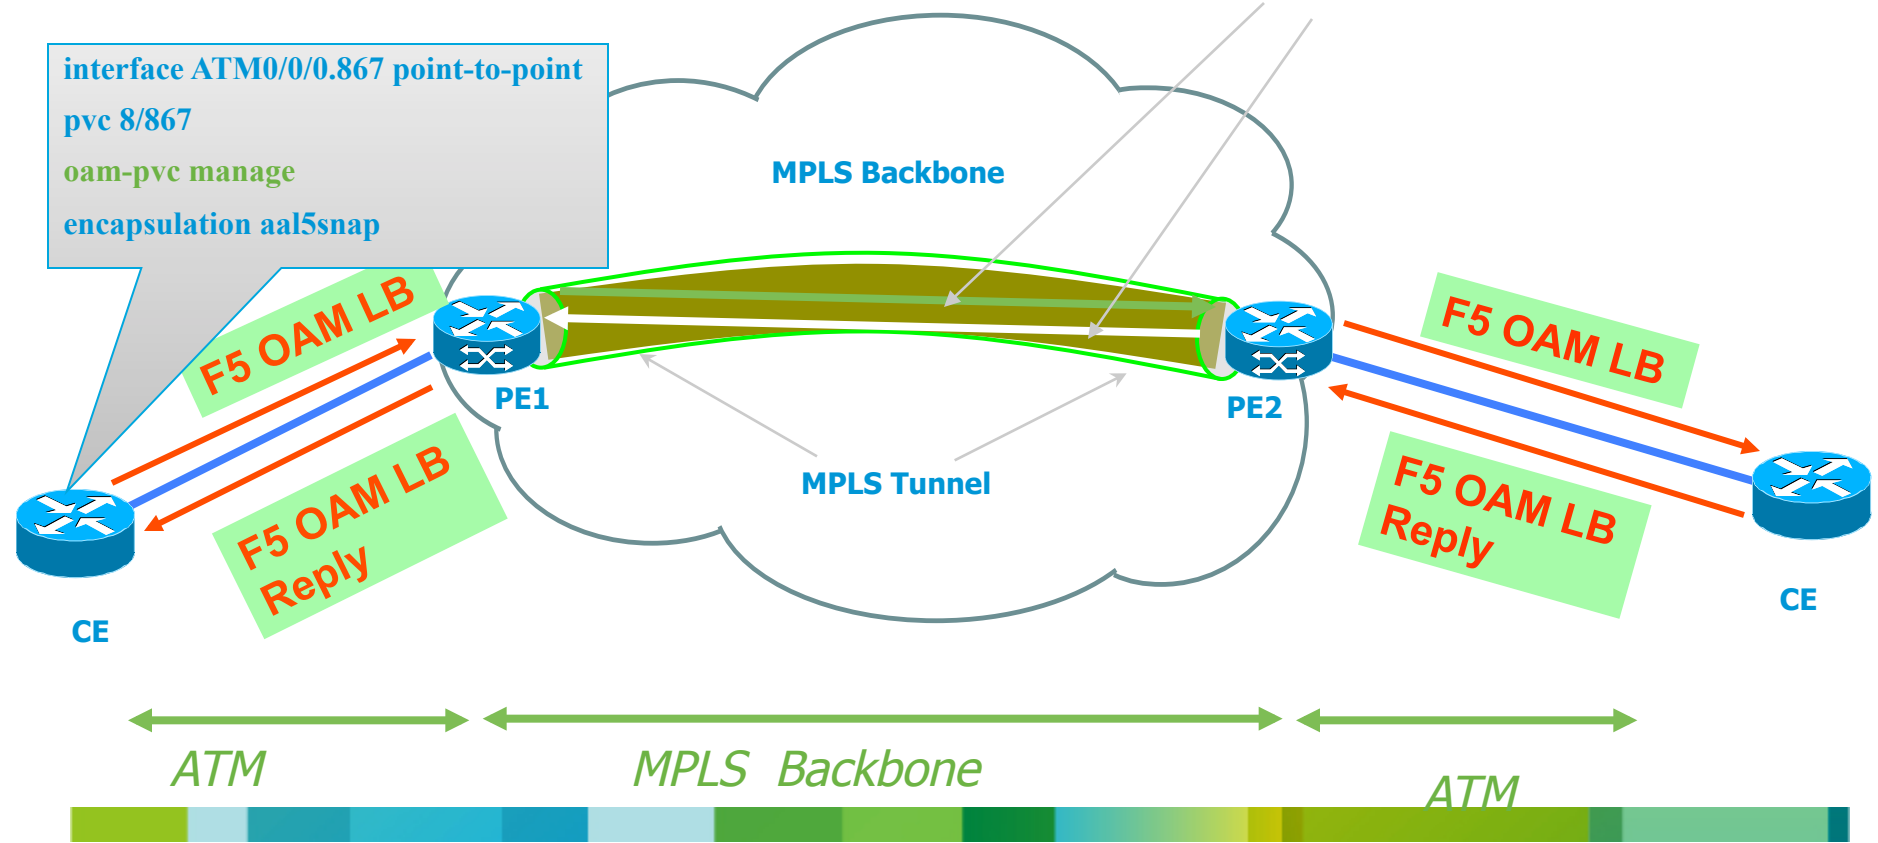 interface ATM0/0/0.867 point-to-point
pvc 8/867
oam-pvc manage
encapsulation aal5snap
MPLS Backbone
F5 OAM LB
F5 OAM LB
PE1
PE2
MPLS Tunnel
F5 OAM LB
Reply
F5 OAM LB
Reply
CE
CE
ATM
MPLS Backbone
ATM